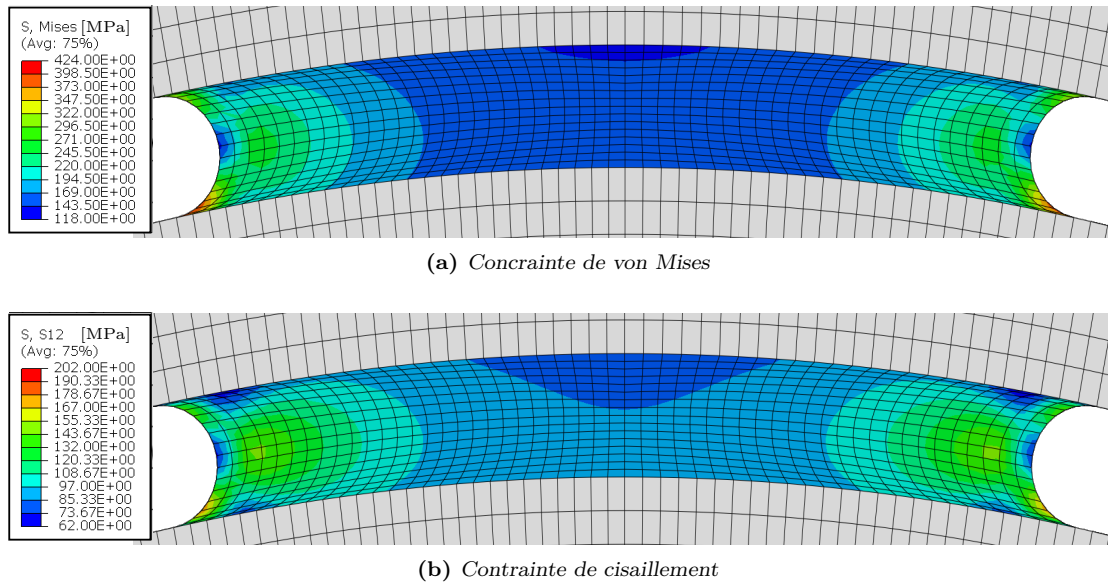 S, Mises [MPa]
(Avg: 75%)
424.00E+00
398.50E+00
373.00E+00
347.50E+00
322.00E+00
296.50E+00
271.00E+00
245.50E+00
220.00E+00
194.50E+00
169.00E+00
143.50E+00
118.00E+00
(a) Concrainte de von Mises
S, S12 [MPa]
(Avg: 75%)
202.00E+00
190.33E+00
178.67E+00
167.00E+00
155.33E+00
143.67E+00
132.00E+00
120.33E+00
108.67E+00
97.00E+00
85.33E+00
73.67E+00
62.00E+00
(b) Contrainte de cisaillement